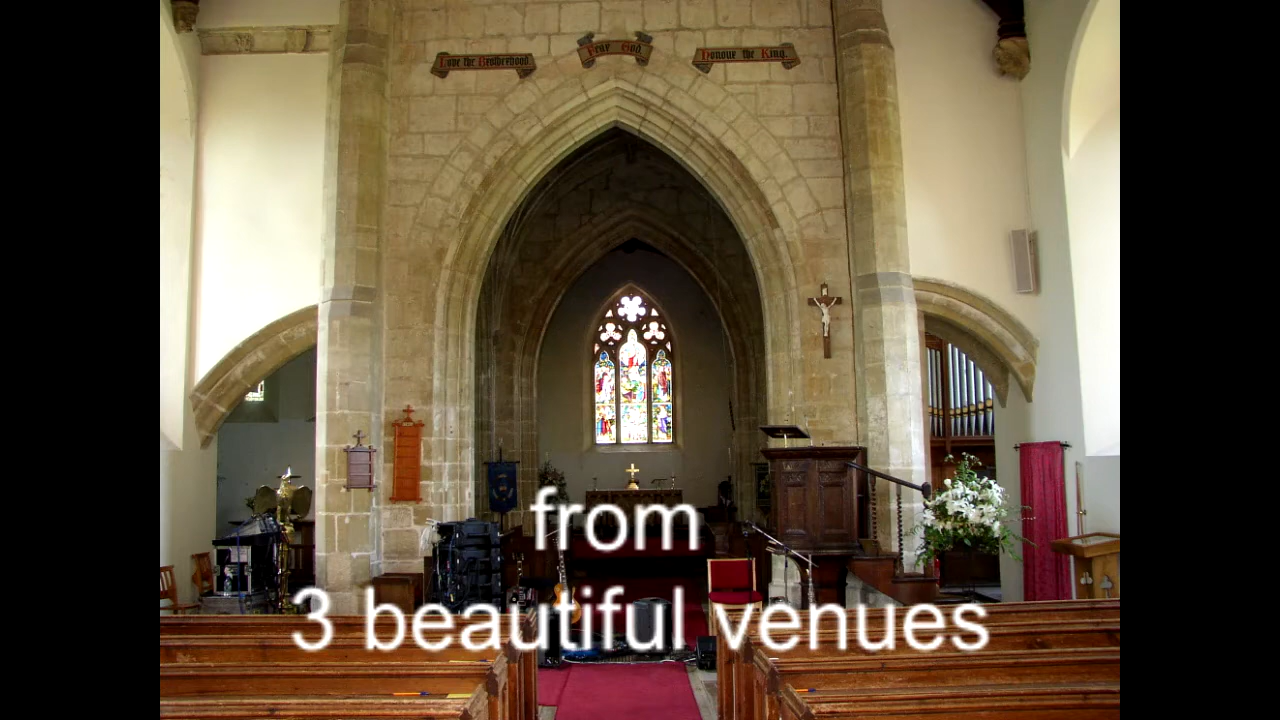 Love the Brotherhood.
Fear God.
Honour the King.
from
3 beautiful venues